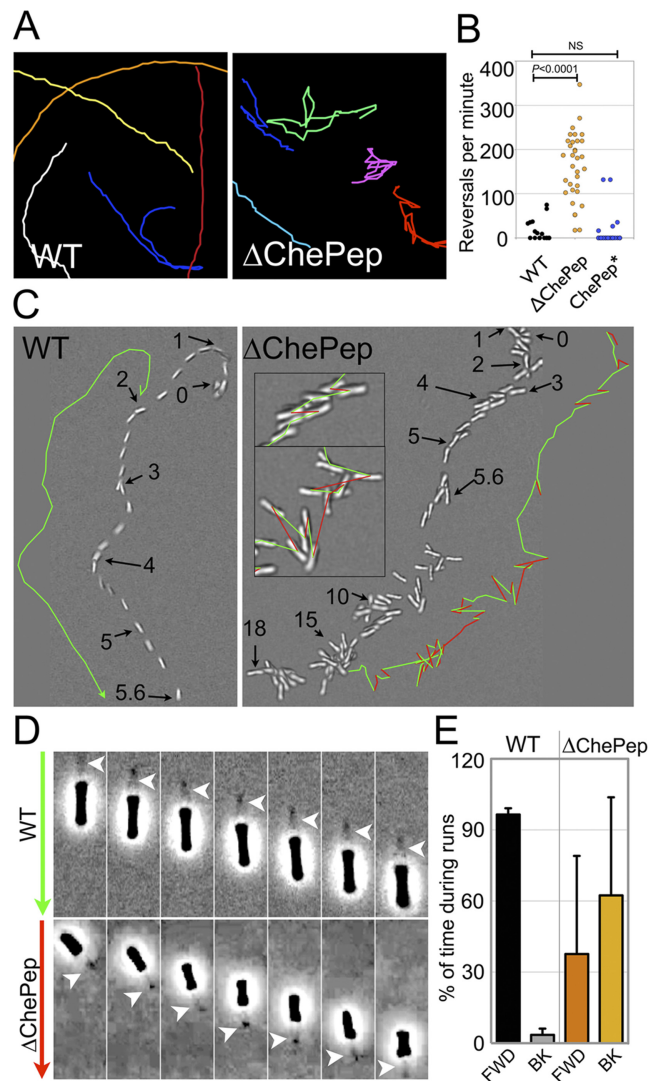 A
WT
ΔChePep
B
NS
P<0.0001
Reversals per minute
400
300
200
100
0
WT
ΔChePep
ChePep*
C
WT
1
0
2
3
4
5
5.6
ΔChePep
1
0
2
4
3
5
5.6
10
15
18
D
WT
ΔChePep
E
WT
ΔChePep
% of time during runs
120
90
60
30
0
FWD
BK
FWD
BK